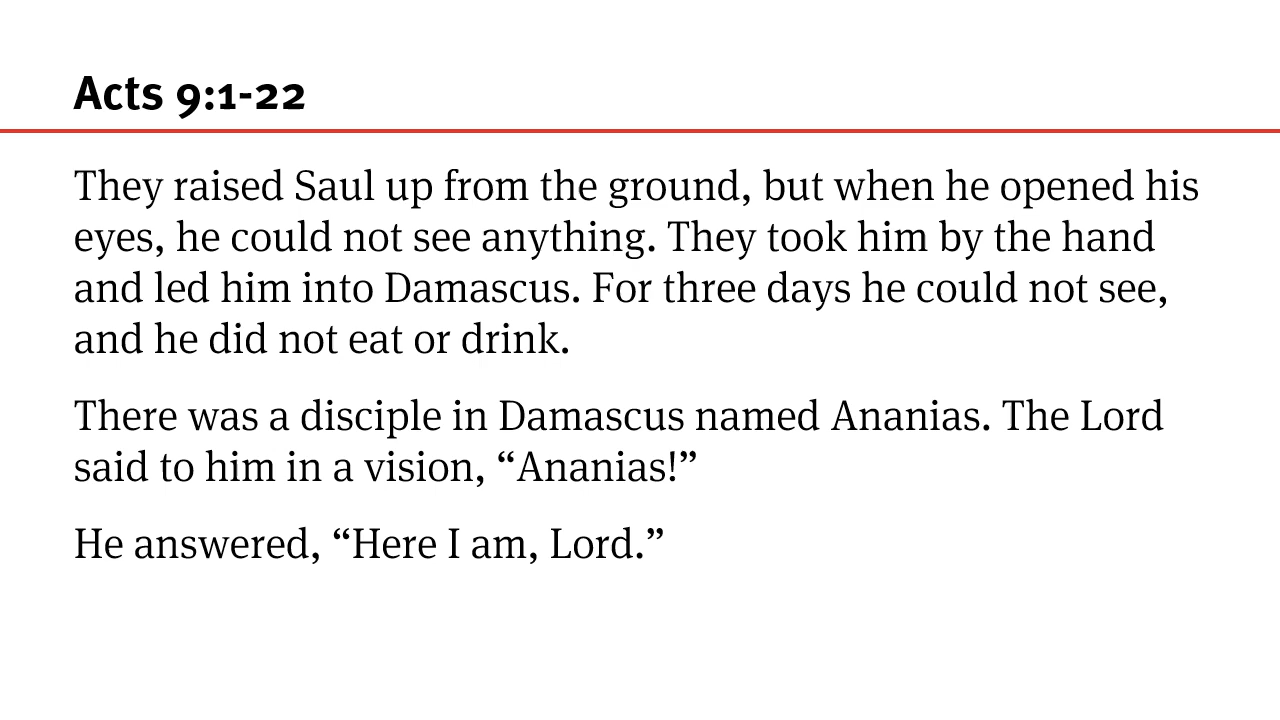 Acts 9:1-22
They raised Saul up from the ground, but when he opened his
eyes, he could not see anything. They took him by the hand
and led him into Damascus. For three days he could not see,
and he did not eat or drink.
There was a disciple in Damascus named Ananias. The Lord
said to him in a vision, “Ananias!”
He answered, “Here I am, Lord.”